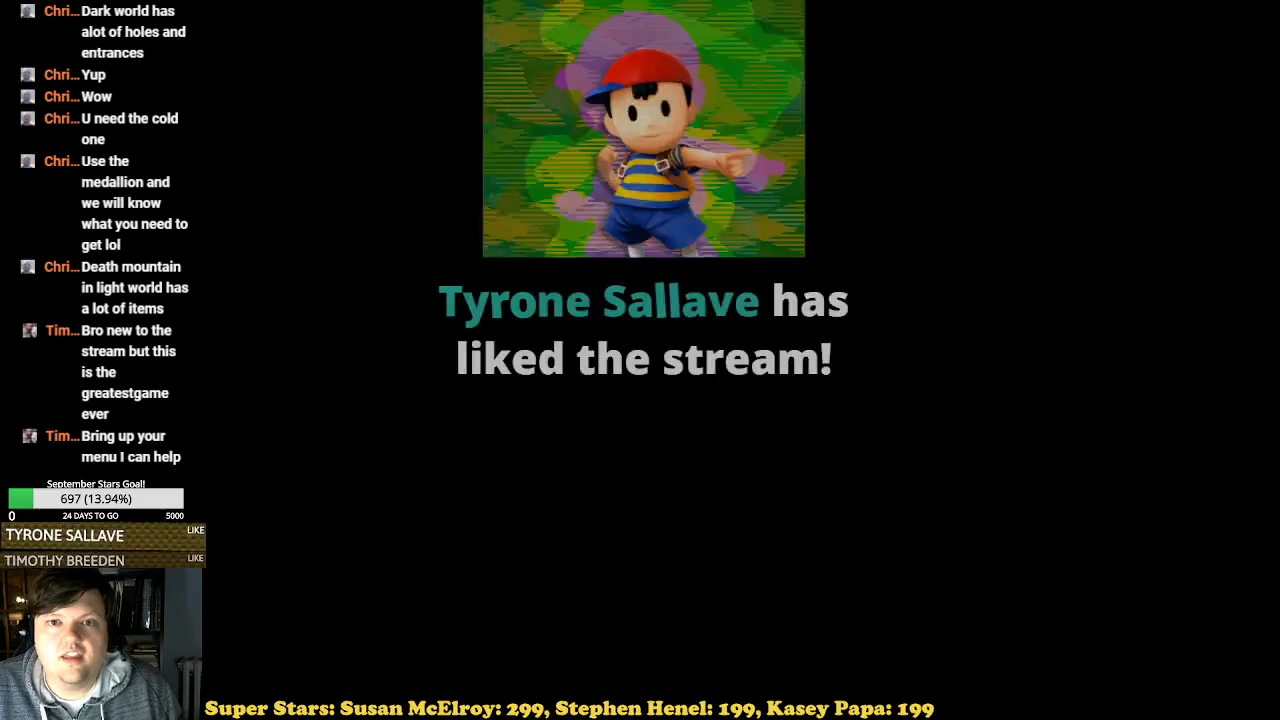 Chri... Dark world has
alot of holes and
entrances
Chri... Yup
Chri... Wow
Chri... U need the cold
one
Chri... Use the
medallion and
we will know
what you need to
get lol
Chri... Death mountain
in light world has
a lot of items
Tim... Bro new to the
stream but this
is the
greatestgame
ever
Tim... Bring up your
menu I can help
September Stars Goal!
697 (13.94%)
0 24 DAYS TO GO 5000
TYRONE SALLAVE LIKE
TIMOTHY BREEDEN LIKE
Tyrone Sallave has
liked the stream!
Super Stars: Susan McElroy: 299, Stephen Henel: 199, Kasey Papa: 199